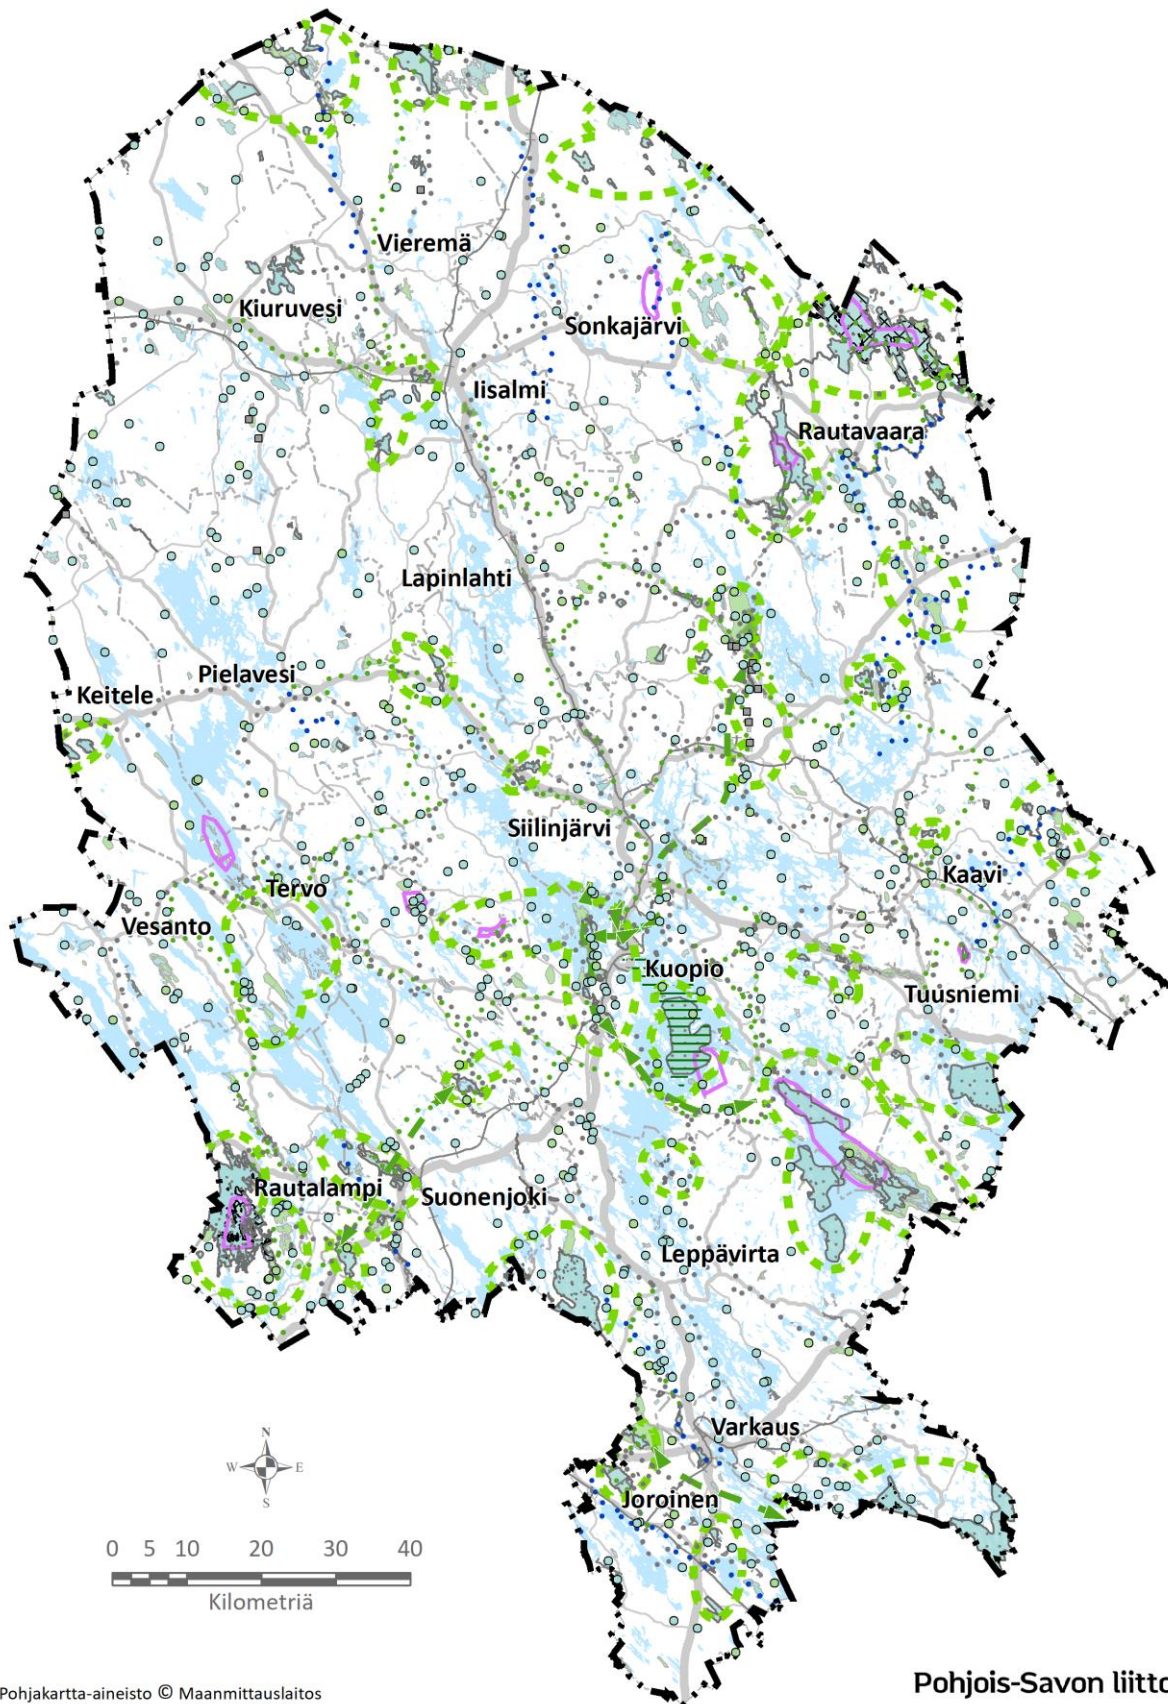 Vieremä
Kiuruvesi
Sonkajärvi
Iisalmi
Rautavaara
Lapinlahti
Pielavesi
Keitele
Siilinjärvi
Kaavi
Tervo
Vesanto
Kuopio
Tuusniemi
Rautalampi
Suonenjoki
Leppävirta
Varkaus
N
W E
S
Joroinen
0 5 10 20 30 40
Kilometriä
Pohjakartta-aineisto © Maanmittauslaitos
Pohjois-Savon liitto